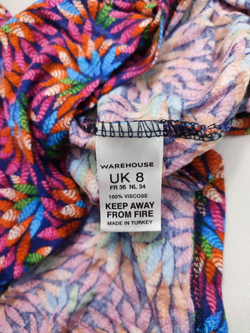 WAREHOUSE
UK 8
FR 36 NL 34
100% VISCOSE
KEEP AWAY
FROM FIRE
MADE IN TURKEY